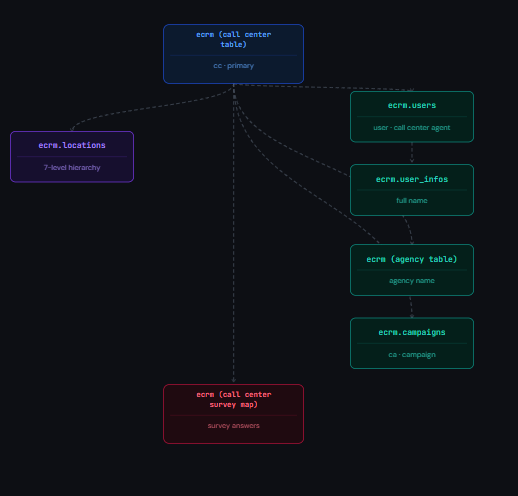 ecrm (call center
table)
cc · primary
ecrm.users
user · call center agent
ecrm.locations
7-level hierarchy
ecrm.user_infos
full name
ecrm (agency table)
agency name
ecrm.campaigns
ca · campaign
ecrm (call center
survey map)
survey answers